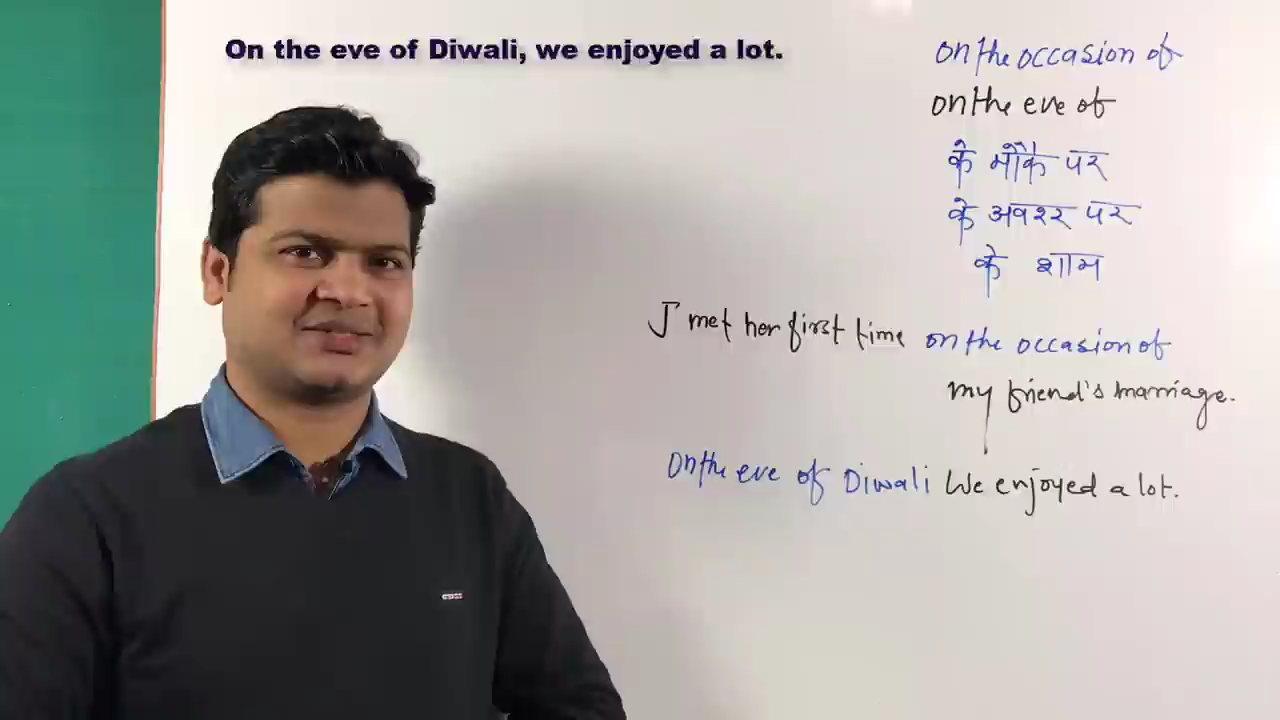 On the eve of Diwali, we enjoyed a lot.
on the occasion of
on the eve of
के मौके पर
के अवशर पर
के शाम
I met her first time on the occasion of
my friend's marriage.
On the eve of Diwali We enjoyed a lot.